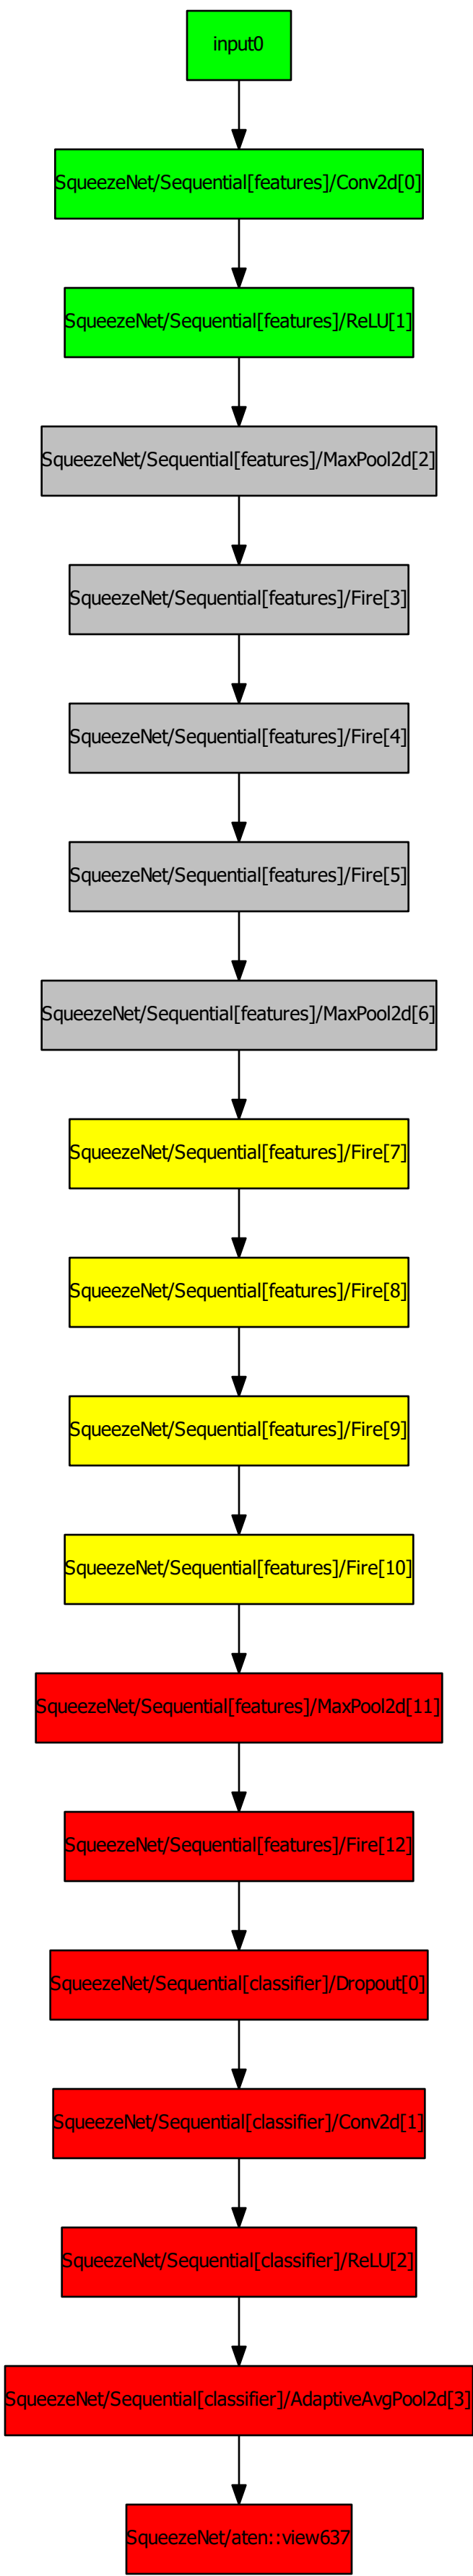 input0
SqueezeNet/Sequential[features]/Conv2d[0]
SqueezeNet/Sequential[features]/ReLU[1]
SqueezeNet/Sequential[features]/MaxPool2d[2]
SqueezeNet/Sequential[features]/Fire[3]
SqueezeNet/Sequential[features]/Fire[4]
SqueezeNet/Sequential[features]/Fire[5]
SqueezeNet/Sequential[features]/MaxPool2d[6]
SqueezeNet/Sequential[features]/Fire[7]
SqueezeNet/Sequential[features]/Fire[8]
SqueezeNet/Sequential[features]/Fire[9]
SqueezeNet/Sequential[features]/Fire[10]
SqueezeNet/Sequential[features]/MaxPool2d[11]
SqueezeNet/Sequential[features]/Fire[12]
SqueezeNet/Sequential[classifier]/Dropout[0]
SqueezeNet/Sequential[classifier]/Conv2d[1]
SqueezeNet/Sequential[classifier]/ReLU[2]
SqueezeNet/Sequential[classifier]/AdaptiveAvgPool2d[3]
SqueezeNet/aten::view637